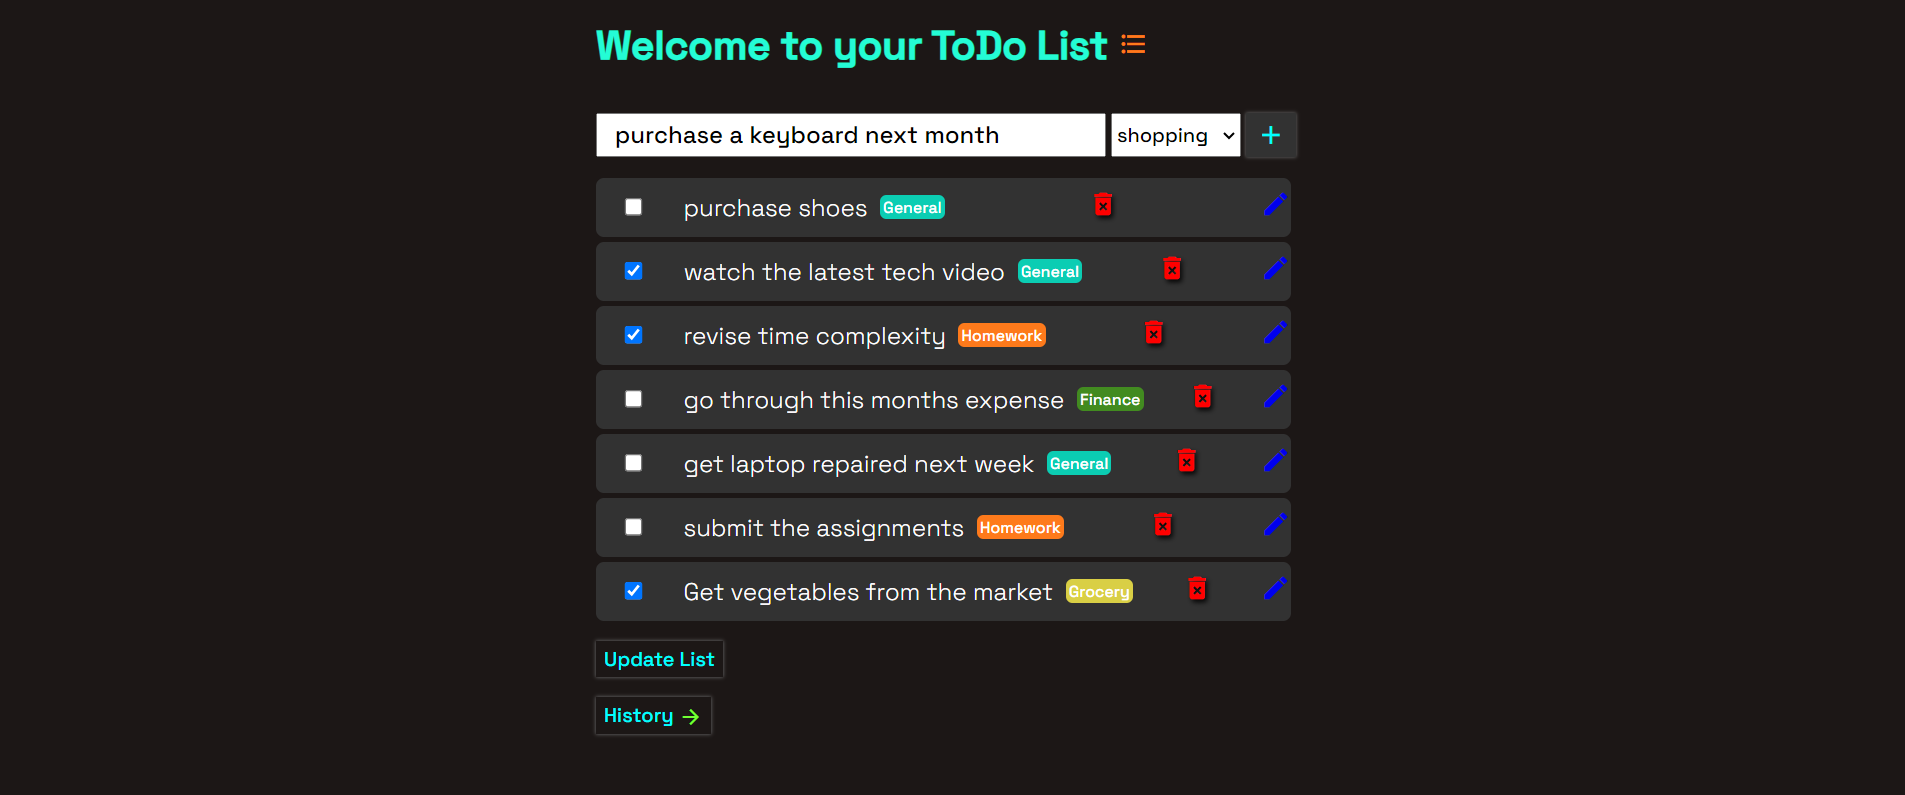 Welcome to your ToDo List
purchase a keyboard next month shopping
purchase shoes General
watch the latest tech video General
revise time complexity Homework
go through this months expense Finance
get laptop repaired next week General
submit the assignments Homework
Get vegetables from the market Grocery
Update List
History